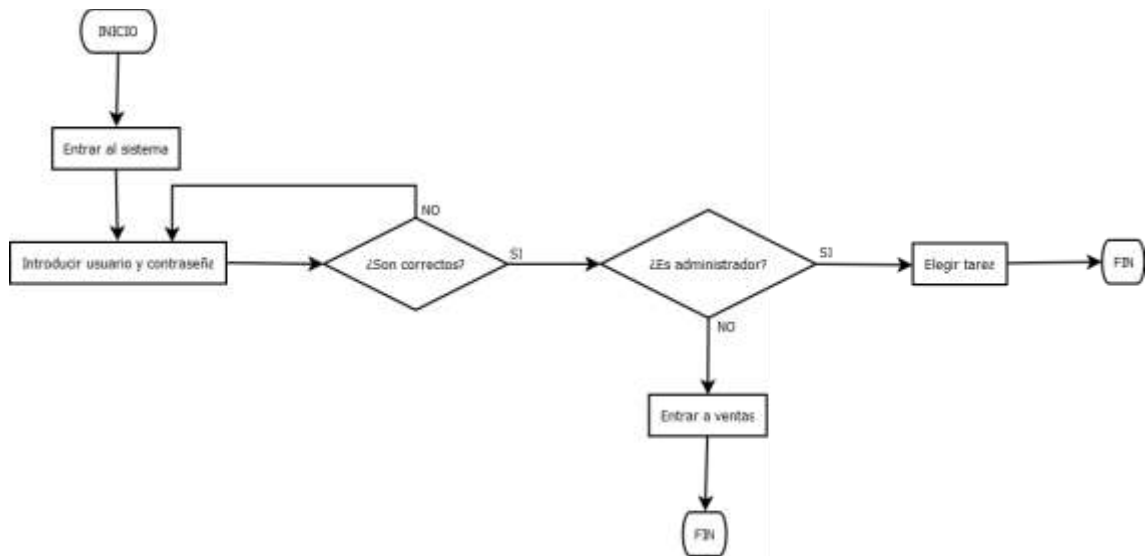 INICIO
Entrar al sistema
NO
Introducir usuario y contraseña
¿Son correctos?
SI
¿Es administrador?
SI
Elegir tarea
FIN
NO
Entrar a ventas
FIN